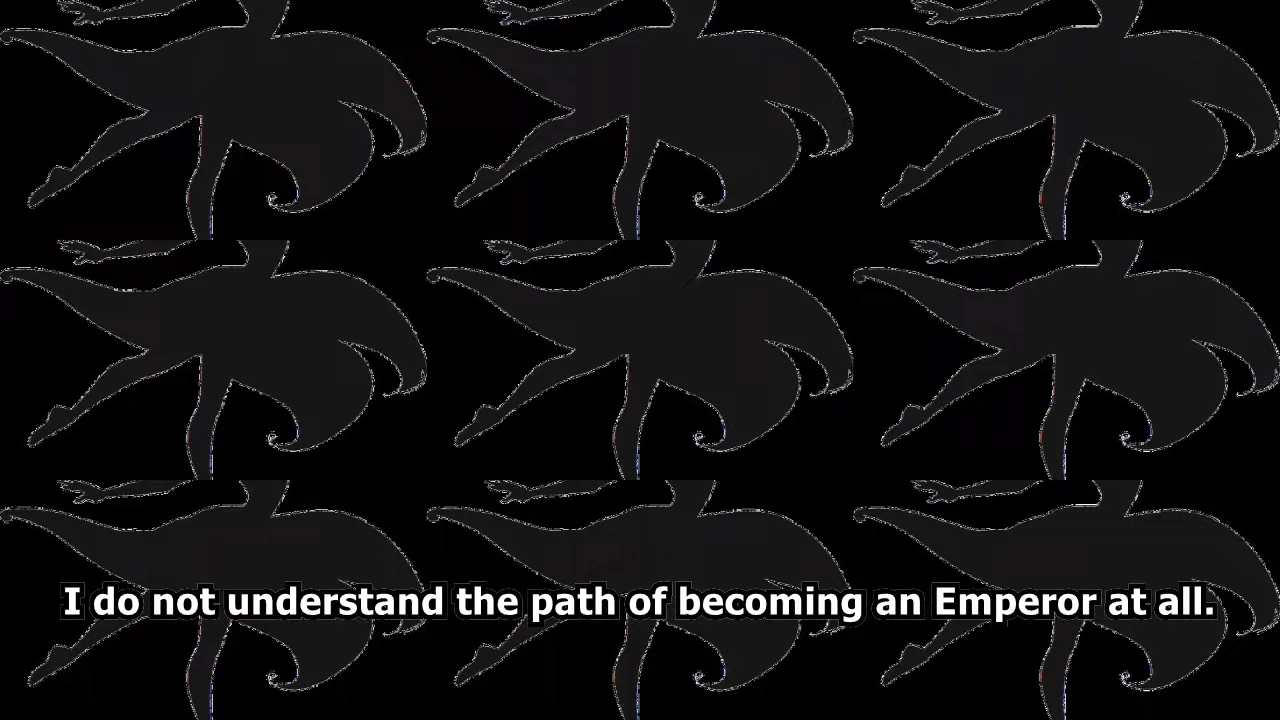 I do not understand the path of becoming an Emperor at all.